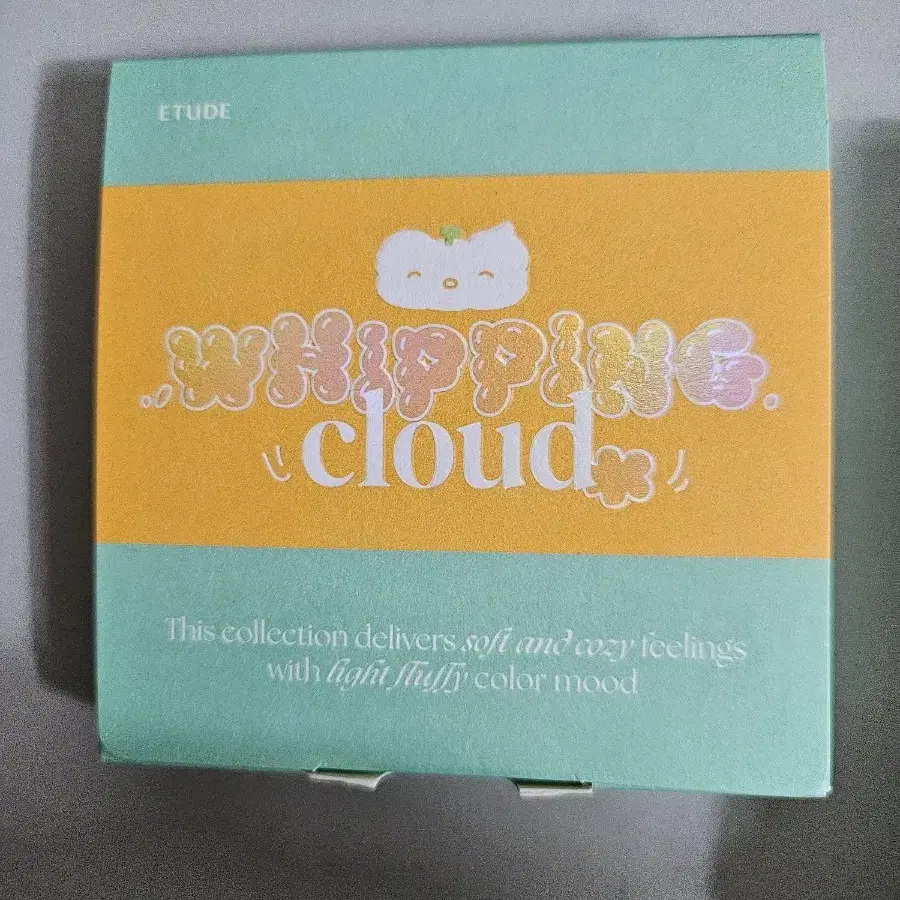 ETUDE
WHIPPING
cloud
This collection delivers soft and cozy feelings
with light fluffy color mood